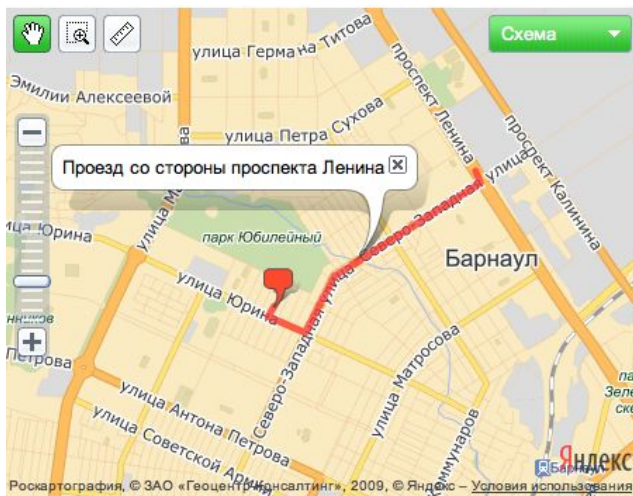 Схема
улица Германа Титова
проспект Ленина
Эмилии Алексеевой
улица Петра Сухова
проспект Калинина
Проезд со стороны проспекта Ленина
улица
Северо-Западная улица
улица Юрина
парк Юбилейный
Барнаул
улица Юрина
Северо-Западная улица
улица Матросова
Петрова
улица Антона Петрова
улица Советской Армии
Коммунаров
Яндекс
Роскартография, © ЗАО «Геоцентр-Консалтинг», 2009, © Яндекс – Условия использования